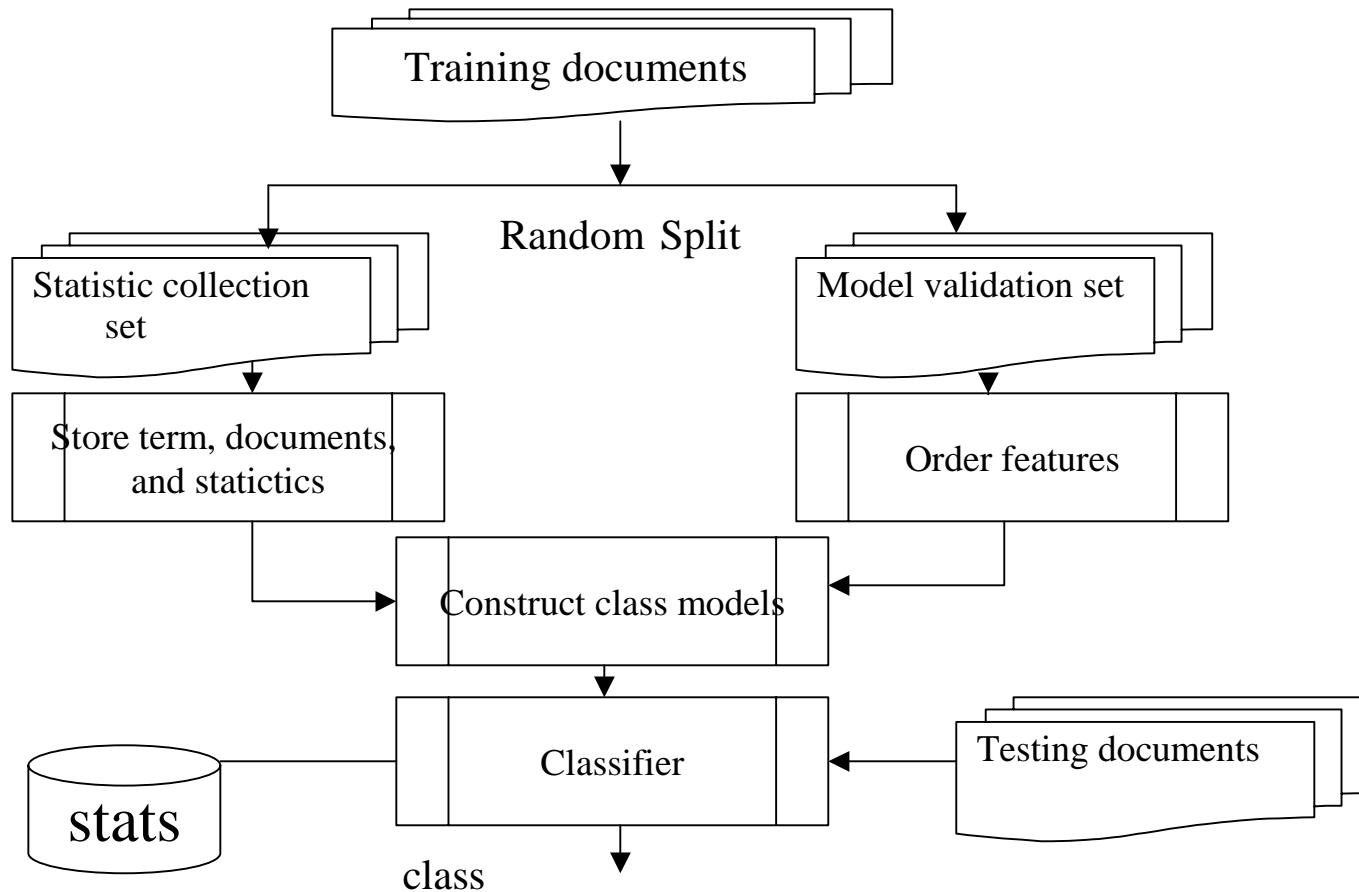 Training documents
Random Split
Statistic collection
set
Model validation set
Store term, documents,
and statictics
Order features
Construct class models
Classifier
Testing documents
stats
class